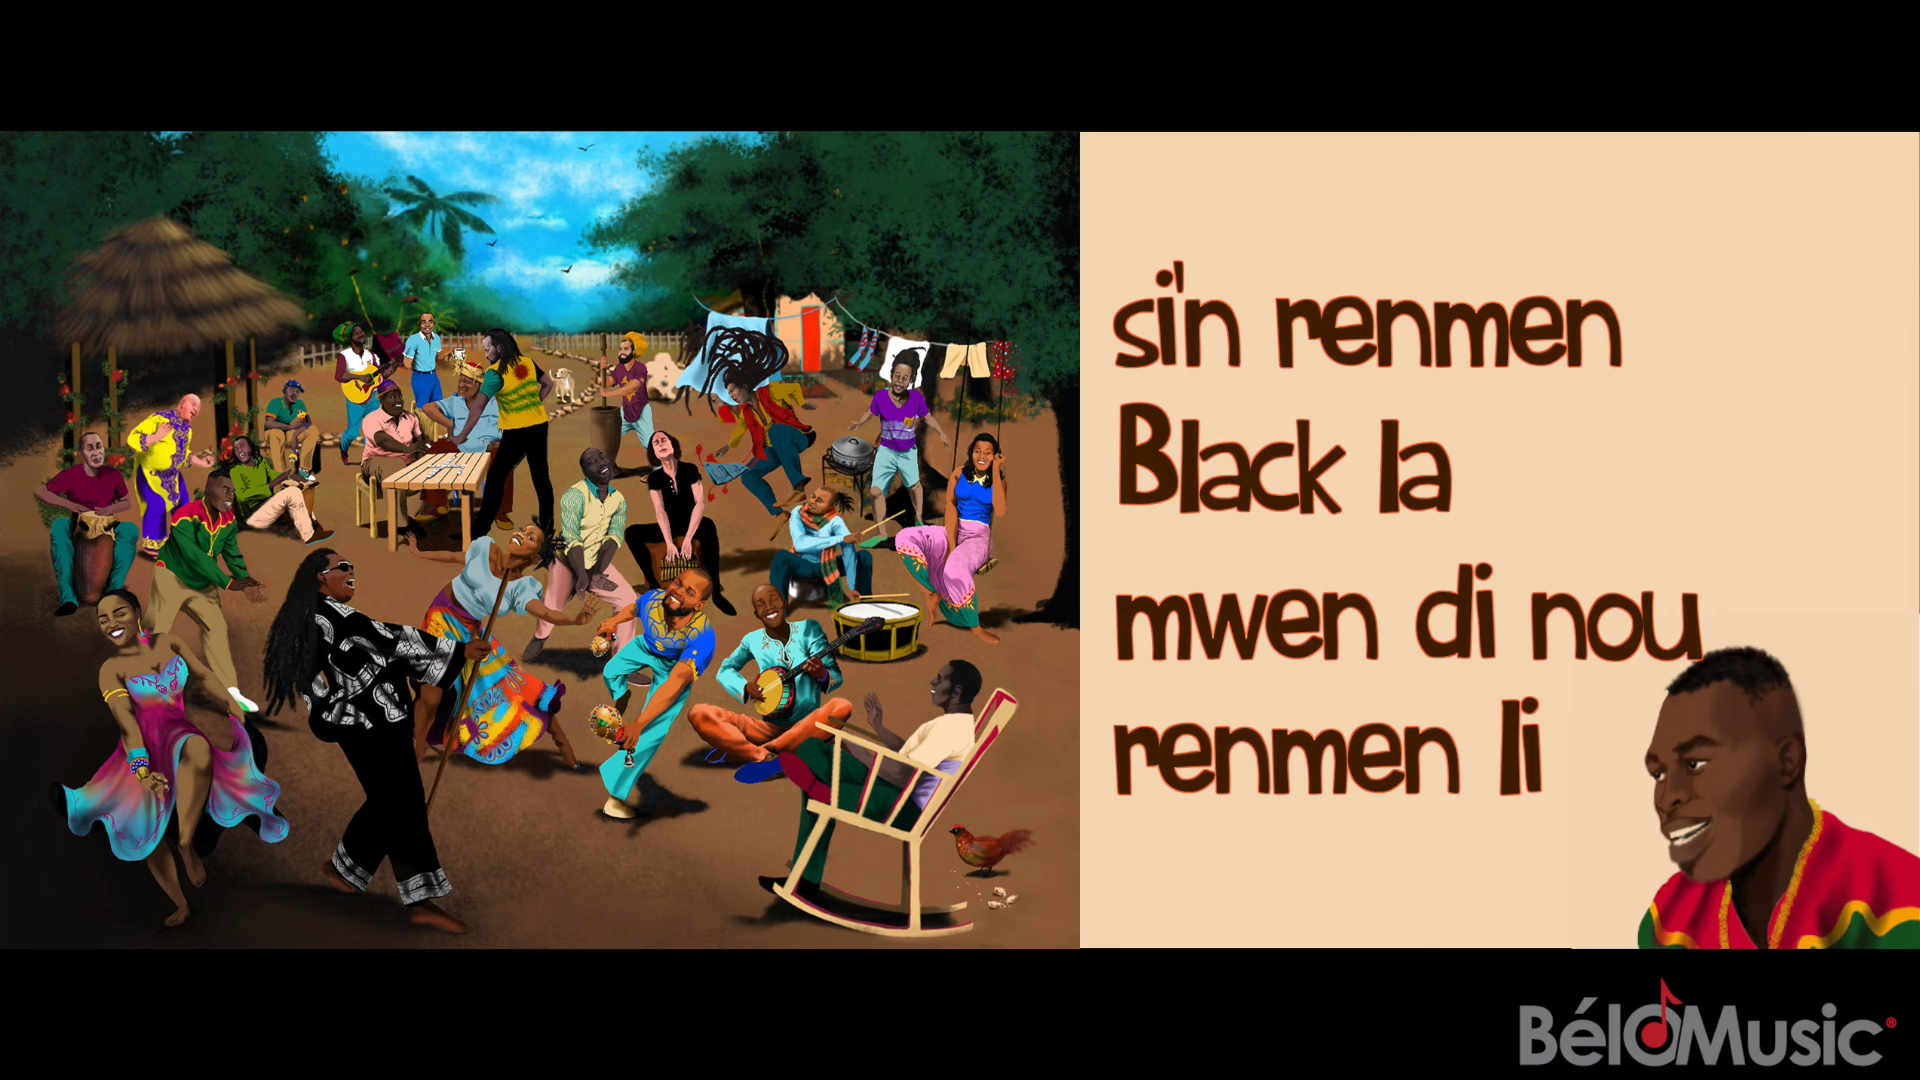 si'n renmen
Black la
mwen di nou
renmen li
BéloMusic®